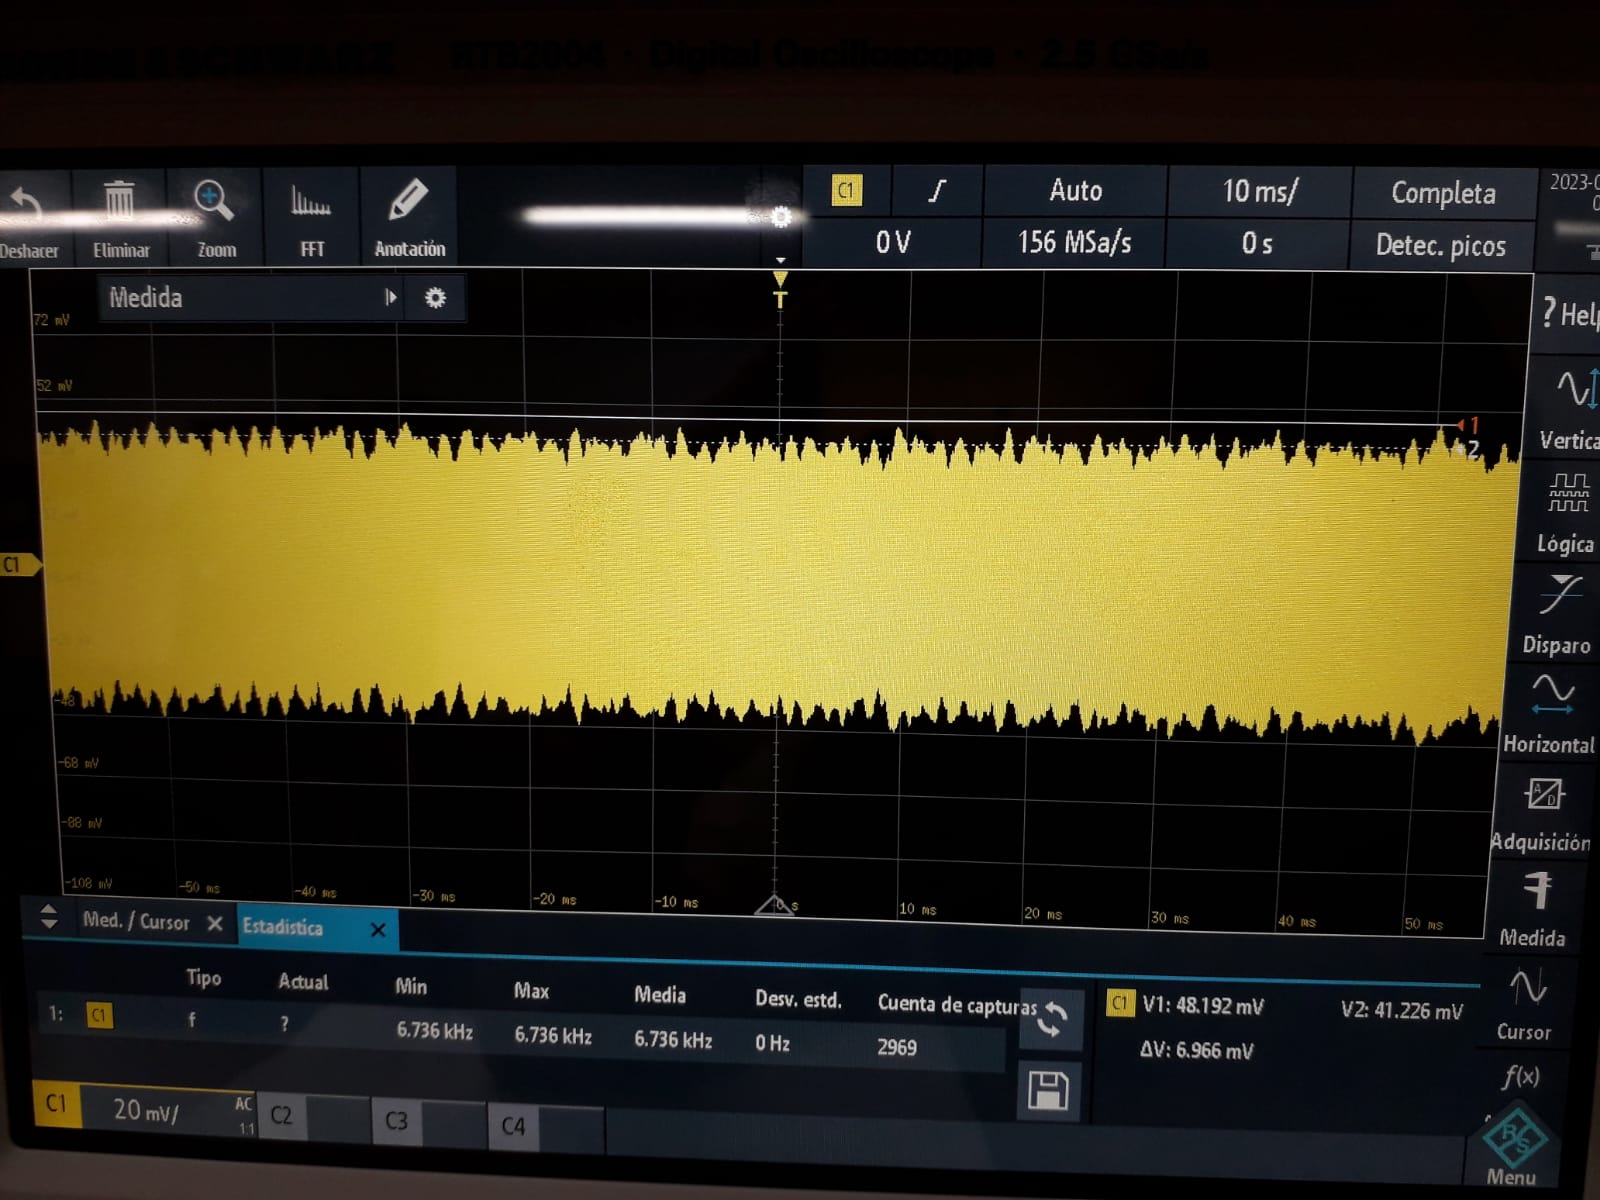 ROHDE & SCHWARZ RTB2004 · Digital Oscilloscope · 2.5 GSa/s
Deshacer
Eliminar
Zoom
FFT
Anotación
C1
Auto
10 ms/
Completa
2023-0
0 V
156 MSa/s
0 s
Detec. picos
Medida
T
? Help
72 mV
52 mV
1
2
Vertical
Lógica
C1
Disparo
-48
Horizontal
-68 mV
-88 mV
Adquisición
-108 mV
-50 ms
-40 ms
-30 ms
-20 ms
-10 ms
0 s
10 ms
20 ms
30 ms
40 ms
50 ms
Medida
Med. / Cursor
Estadistica
Tipo Actual Min Max Media Desv. estd. Cuenta de capturas
1: C1 f ? 6.736 kHz 6.736 kHz 6.736 kHz 0 Hz 2969
C1 V1: 48.192 mV V2: 41.226 mV
ΔV: 6.966 mV
Cursor
f(x)
C1 20 mV/ AC 1:1
C2
C3
C4
R&S
Menu